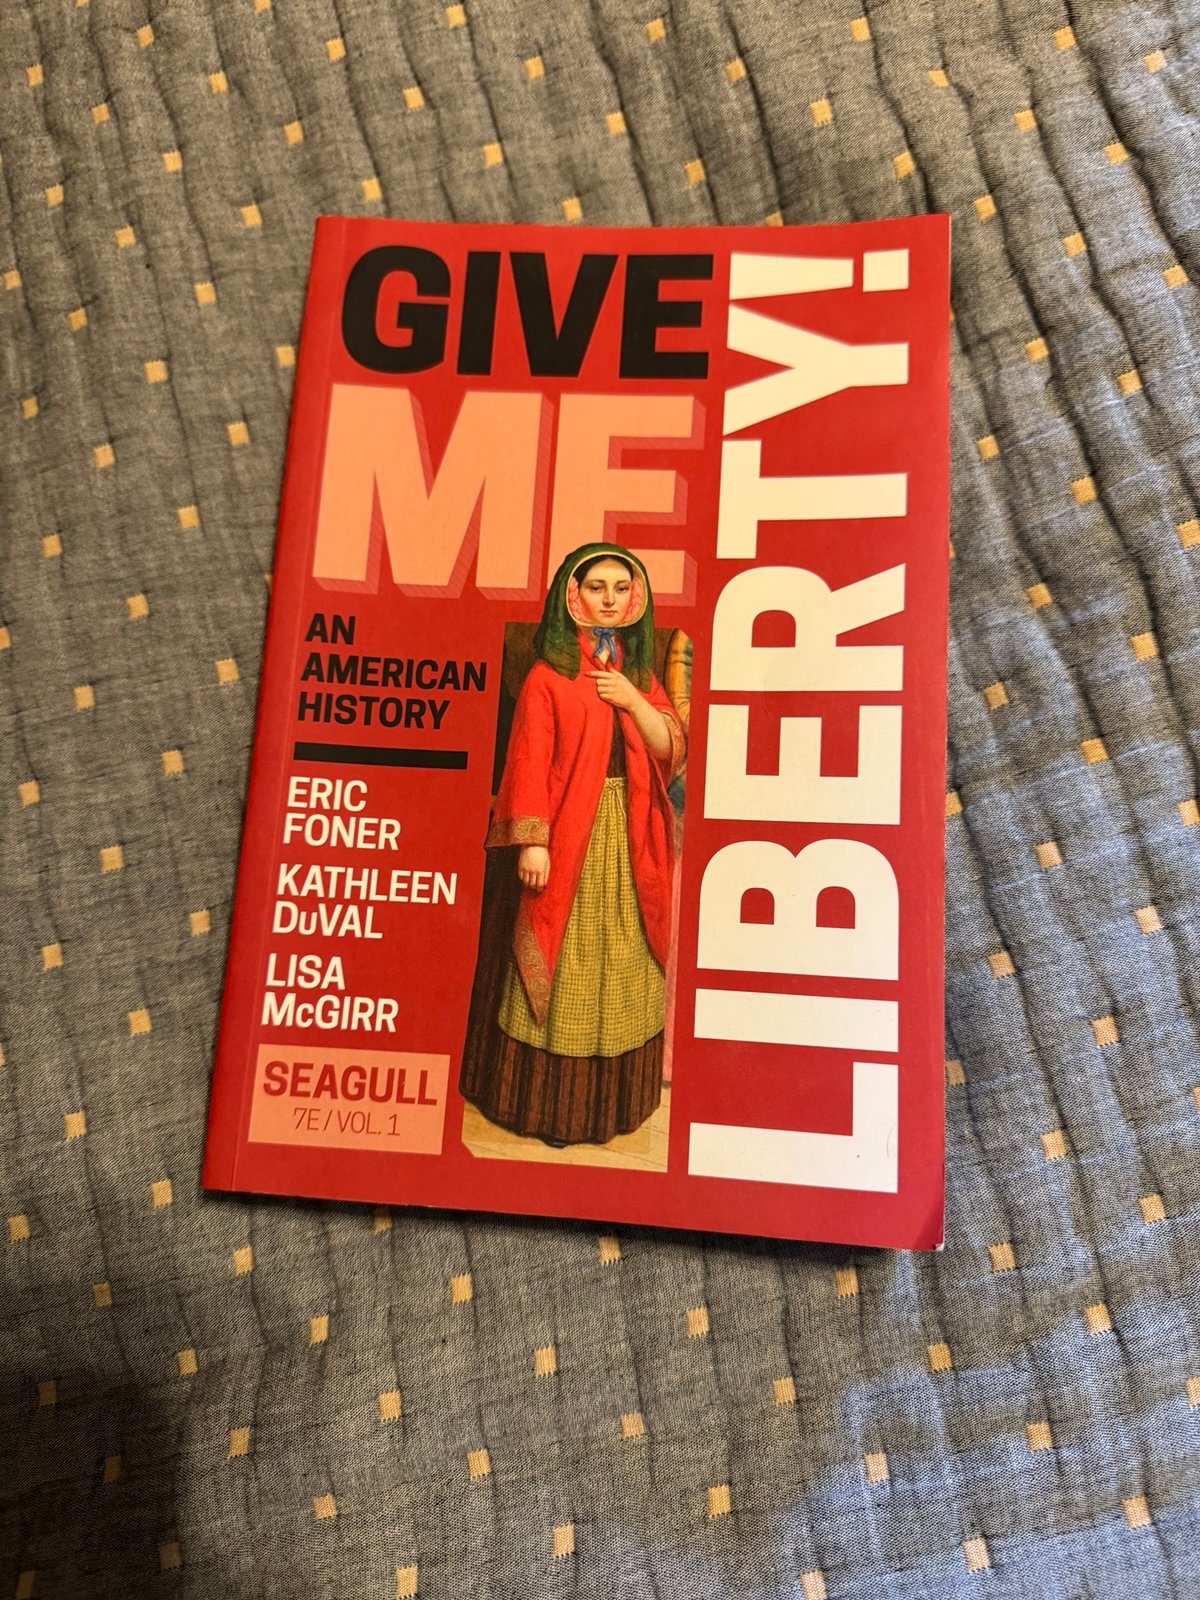 GIVE
ME
LIBERTY!
AN
AMERICAN
HISTORY
ERIC
FONER
KATHLEEN
DuVAL
LISA
McGIRR
SEAGULL
7E / VOL. 1